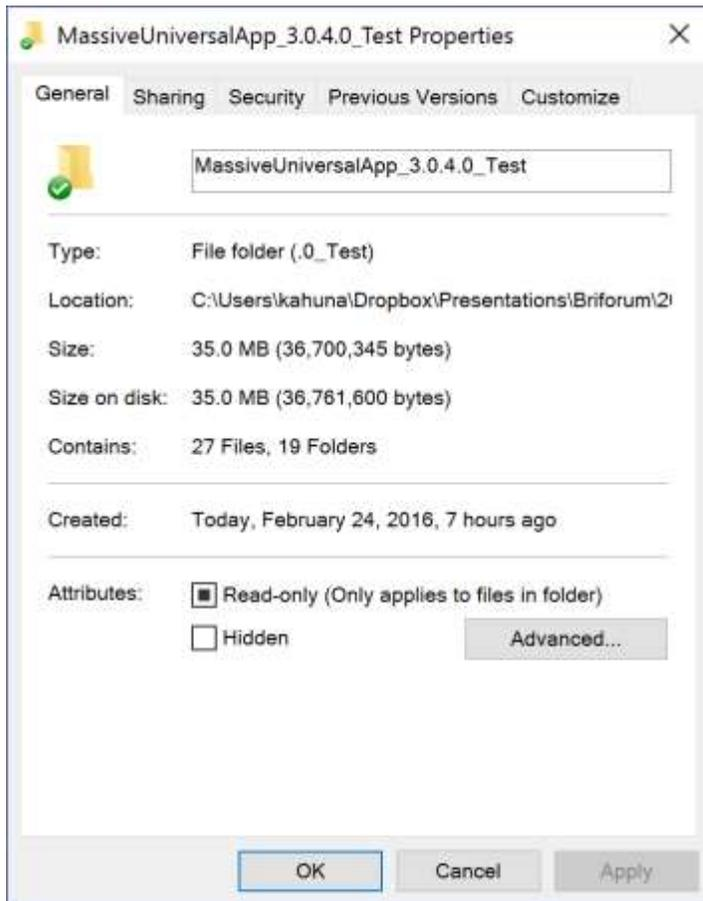 MassiveUniversalApp_3.0.4.0_Test Properties
General Sharing Security Previous Versions Customize
MassiveUniversalApp_3.0.4.0_Test
Type: File folder (.0_Test)
Location: C:\Users\kahuna\Dropbox\Presentations\Briforum\2
Size: 35.0 MB (36,700,345 bytes)
Size on disk: 35.0 MB (36,761,600 bytes)
Contains: 27 Files, 19 Folders
Created: Today, February 24, 2016, 7 hours ago
Attributes: Read-only (Only applies to files in folder)
Hidden Advanced...
OK Cancel Apply